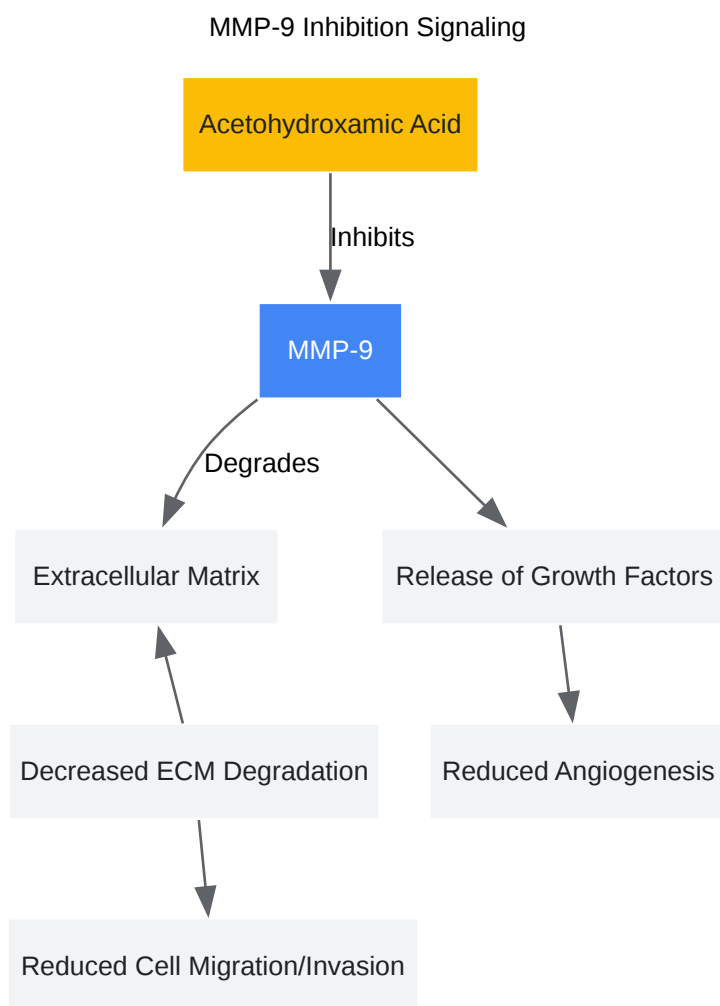 MMP-9 Inhibition Signaling
Acetohydroxamic Acid
Inhibits
MMP-9
Degrades
Extracellular Matrix
Release of Growth Factors
Decreased ECM Degradation
Reduced Angiogenesis
Reduced Cell Migration/Invasion